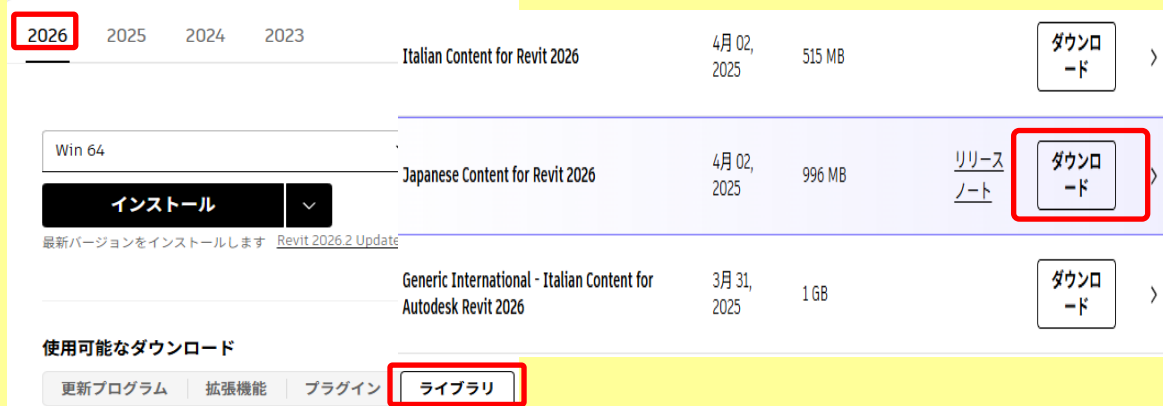 2026 2025 2024 2023
Win 64
インストール
最新バージョンをインストールします Revit 2026.2 Update
使用可能なダウンロード
更新プログラム 拡張機能 プラグイン ライブラリ
Italian Content for Revit 2026
4月 02,
2025
515 MB
ダウンロ
ード
Japanese Content for Revit 2026
4月 02,
2025
996 MB
リリース
ノート
ダウンロ
ード
Generic International - Italian Content for
Autodesk Revit 2026
3月 31,
2025
1 GB
ダウンロ
ード